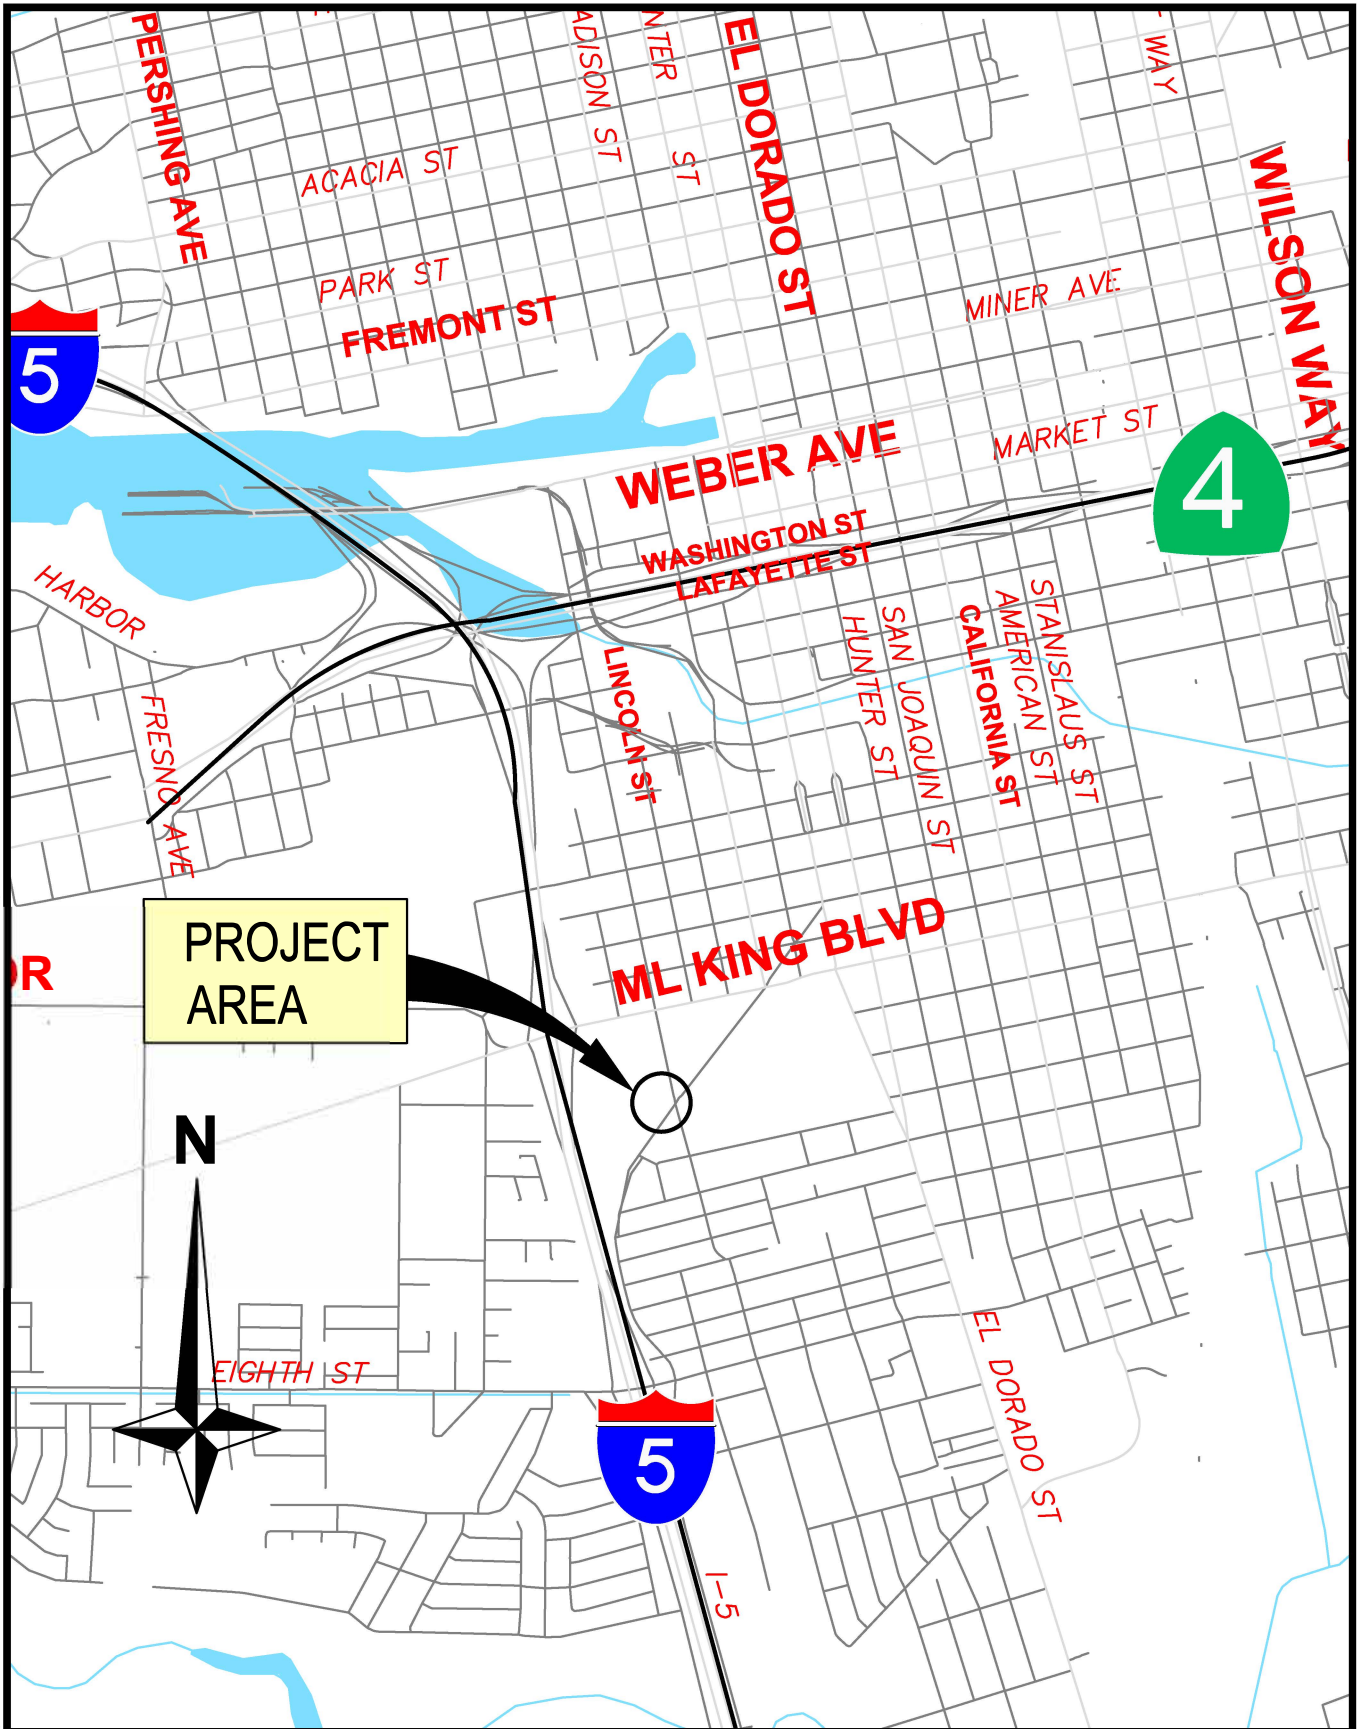 PERSHING AVE
ADISON ST
NTER ST
EL DORADO ST
WAY
ACACIA ST
WILSON WAY
PARK ST
FREMONT ST
MINER AVE
5
MARKET ST
WEBER AVE
4
WASHINGTON ST
LAFAYETTE ST
HARBOR
STANISLAUS ST
AMERICAN ST
CALIFORNIA ST
SAN JOAQUIN ST
HUNTER ST
LINCOLN ST
FRESNO AVE
ML KING BLVD
PROJECT
AREA
R
N
EL DORADO ST
EIGHTH ST
5
I-5